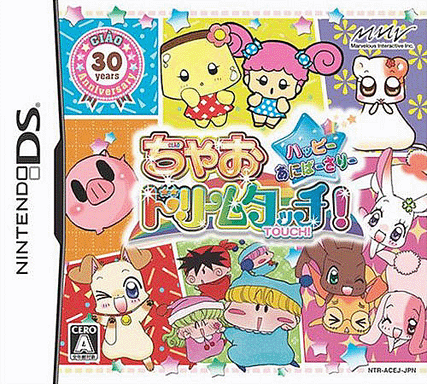 CIAO
30
years
Anniversary
Marvelous Interactive Inc.
NINTENDO DS
ちゃお
CIAO
ハッピー
あにばーさりー
ドリームタッチ!
TOUCH!
CERO
A
NTR-ACEJ-JPN